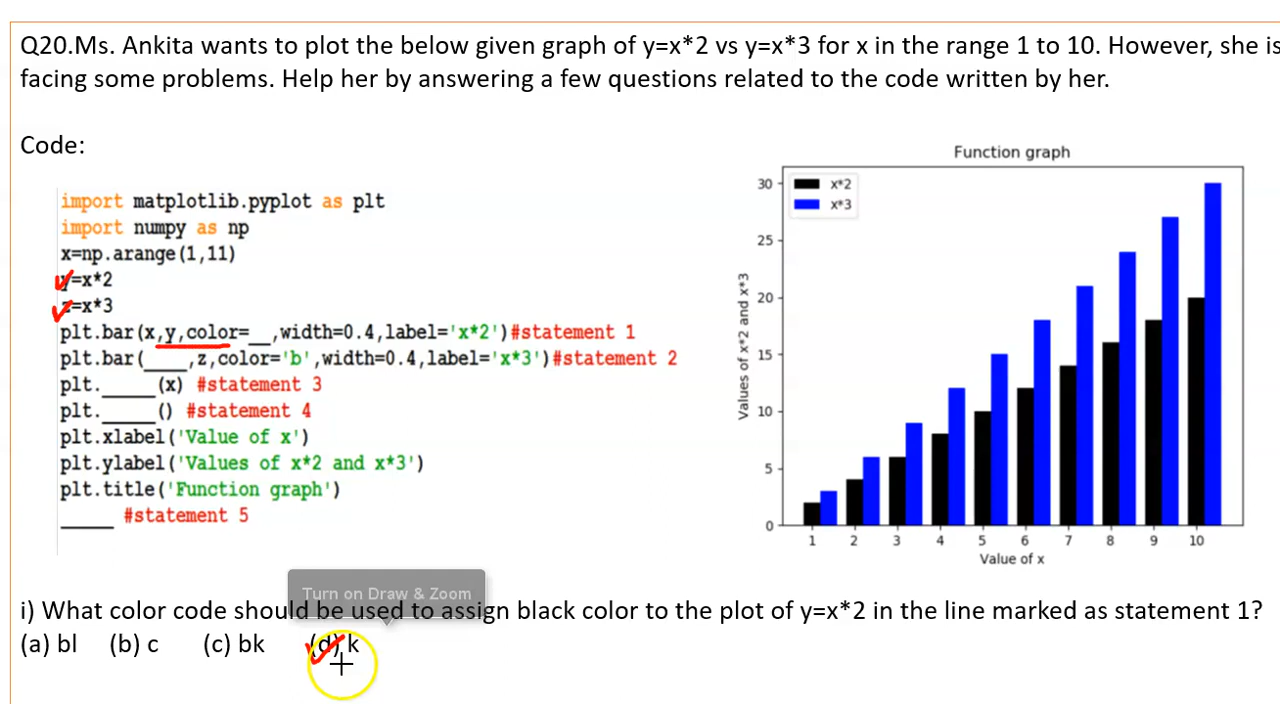 Q20.Ms. Ankita wants to plot the below given graph of y=x*2 vs y=x*3 for x in the range 1 to 10. However, she is
facing some problems. Help her by answering a few questions related to the code written by her.
Code:
import matplotlib.pyplot as plt
import numpy as np
x=np.arange(1,11)
y=x*2
z=x*3
plt.bar(x,y,color=__,width=0.4,label='x*2')#statement 1
plt.bar(____,z,color='b',width=0.4,label='x*3')#statement 2
plt._____(x) #statement 3
plt._____() #statement 4
plt.xlabel('Value of x')
plt.ylabel('Values of x*2 and x*3')
plt.title('Function graph')
_____ #statement 5
Function graph
x*2
x*3
30
25
20
15
10
5
0
Values of x*2 and x*3
1 2 3 4 5 6 7 8 9 10
Value of x
Turn on Draw & Zoom
i) What color code should be used to assign black color to the plot of y=x*2 in the line marked as statement 1?
(a) bl (b) c (c) bk (d) k